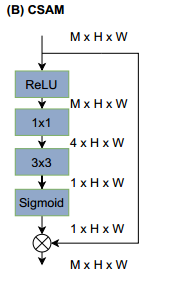 (B) CSAM
M x H x W
ReLU
M x H x W
1x1
4 x H x W
3x3
1 x H x W
Sigmoid
1 x H x W
M x H x W